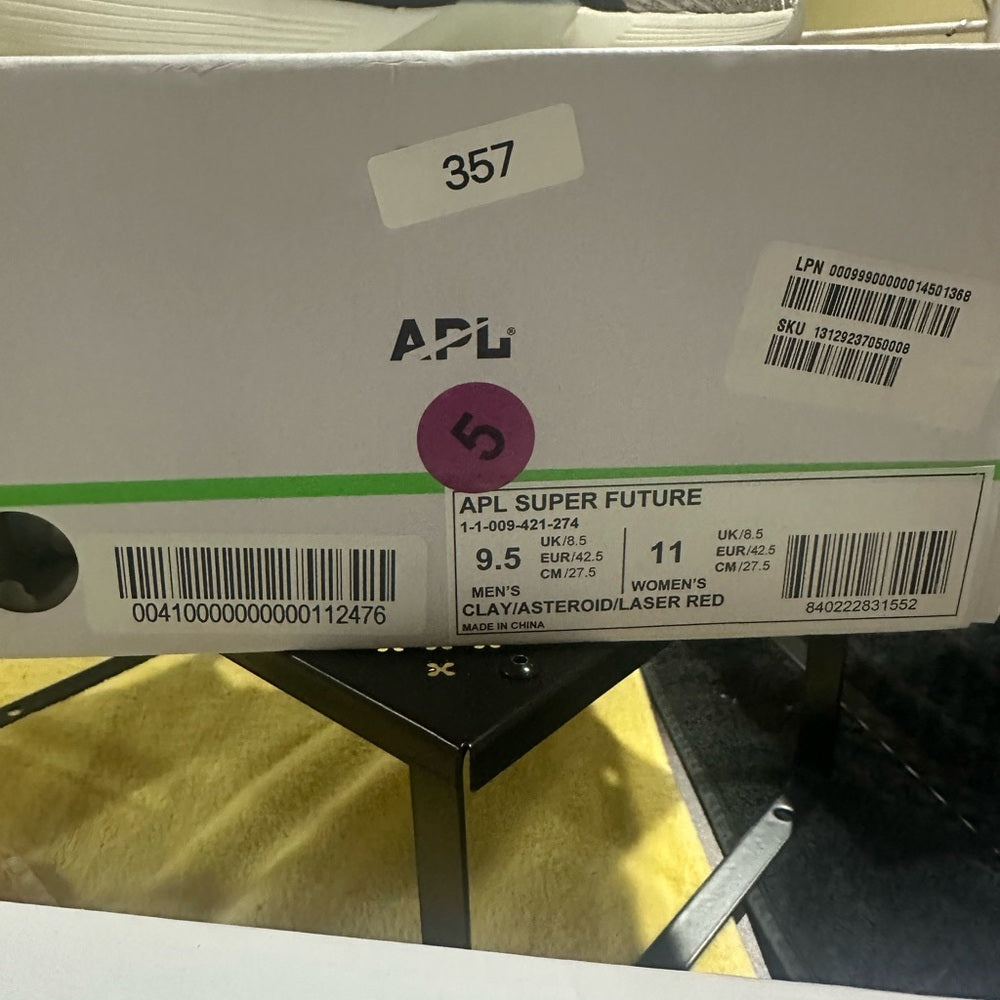 357
LPN 00099900000014501368
SKU 13129237050008
APL®
5
APL SUPER FUTURE
1-1-009-421-274
9.5
UK/8.5
EUR/42.5
CM/27.5
MEN'S
11
UK/8.5
EUR/42.5
CM/27.5
WOMEN'S
CLAY/ASTEROID/LASER RED
MADE IN CHINA
840222831552
00410000000000112476